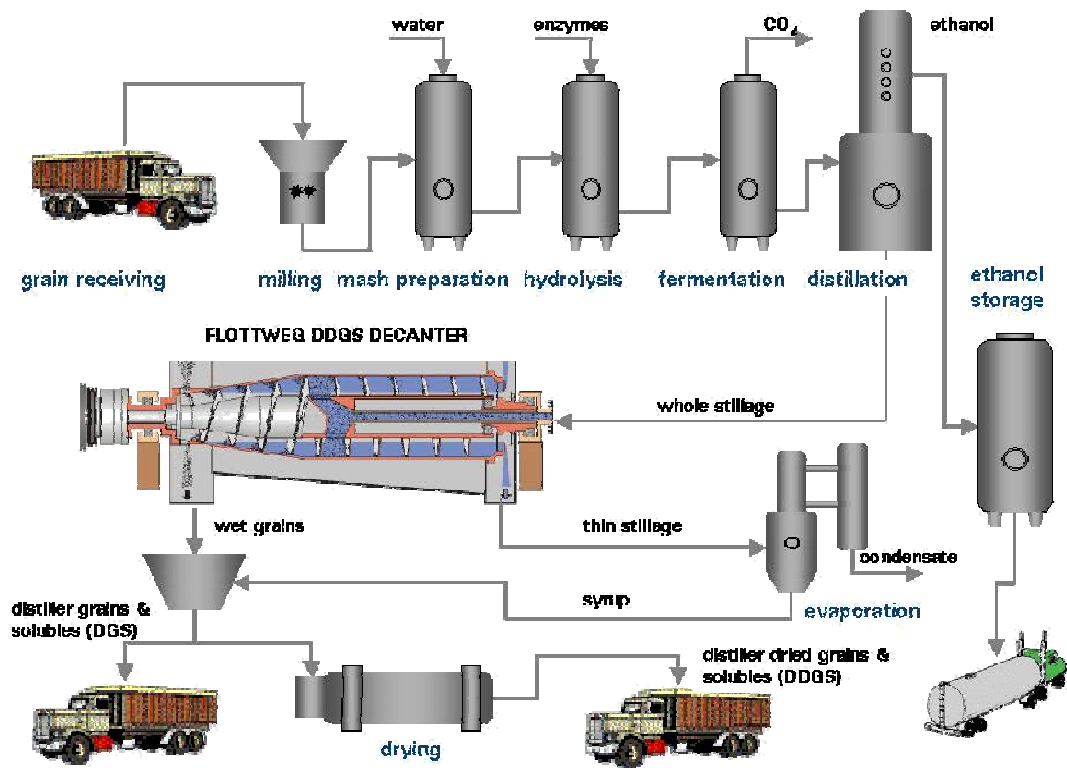 water
enzymes
CO₂
ethanol
grain receiving
milling
mash preparation
hydrolysis
fermentation
distillation
ethanol
storage
FLOTTWEG DDGS DECANTER
whole stillage
wet grains
thin stillage
condensate
syrup
evaporation
distiller grains &
solubles (DGS)
distiller dried grains &
solubles (DDGS)
drying